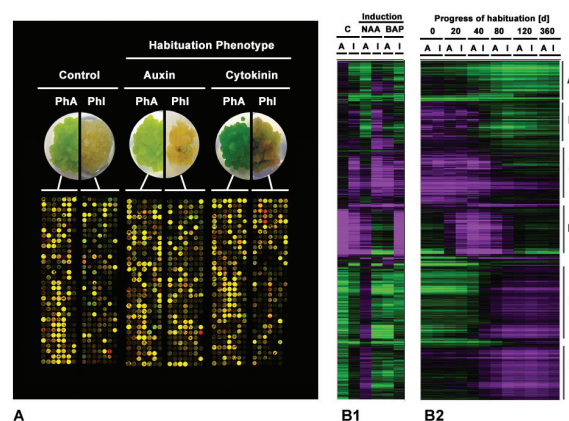 Habituation Phenotype
Control Auxin Cytokinin
PhA PhI PhA PhI PhA PhI
A
Induction
C NAA BAP
A I A I A I
B1
Progress of habituation [d]
0 20 40 80 120 360
A I A I A I A I A I A I
B2